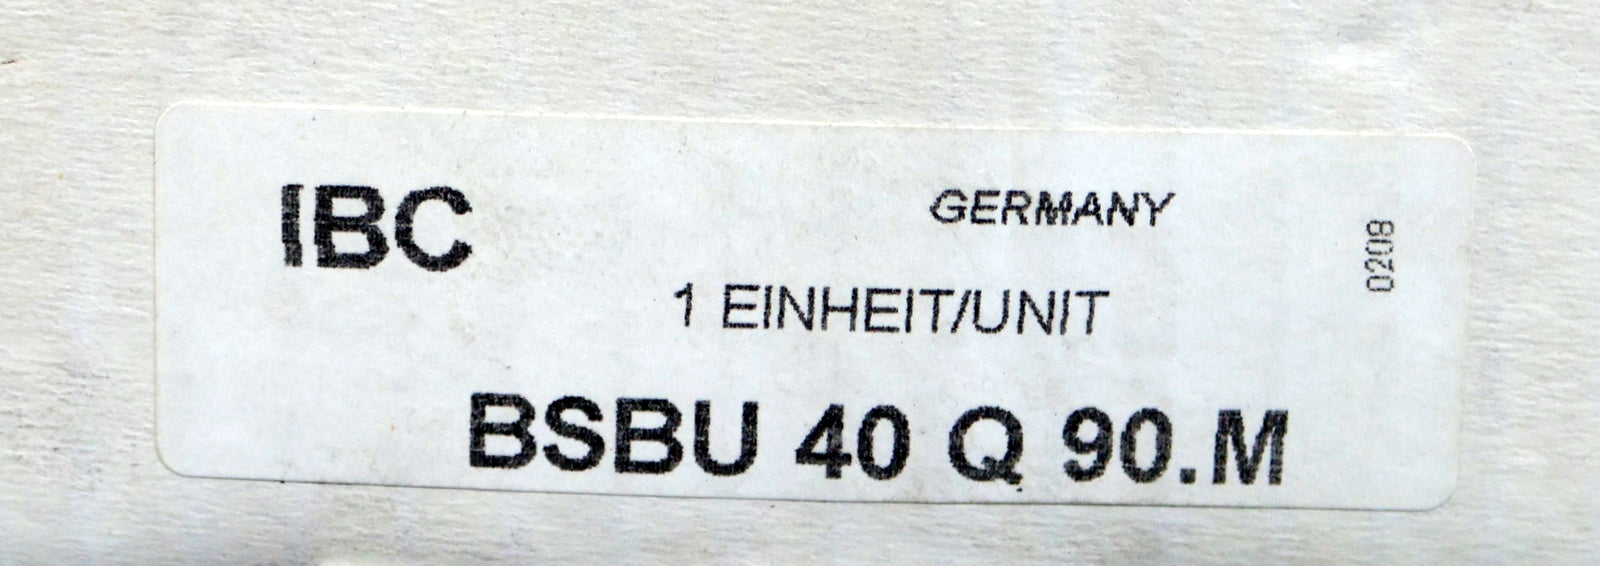 IBC
GERMANY
0208
1 EINHEIT/UNIT
BSBU 40 Q 90.M